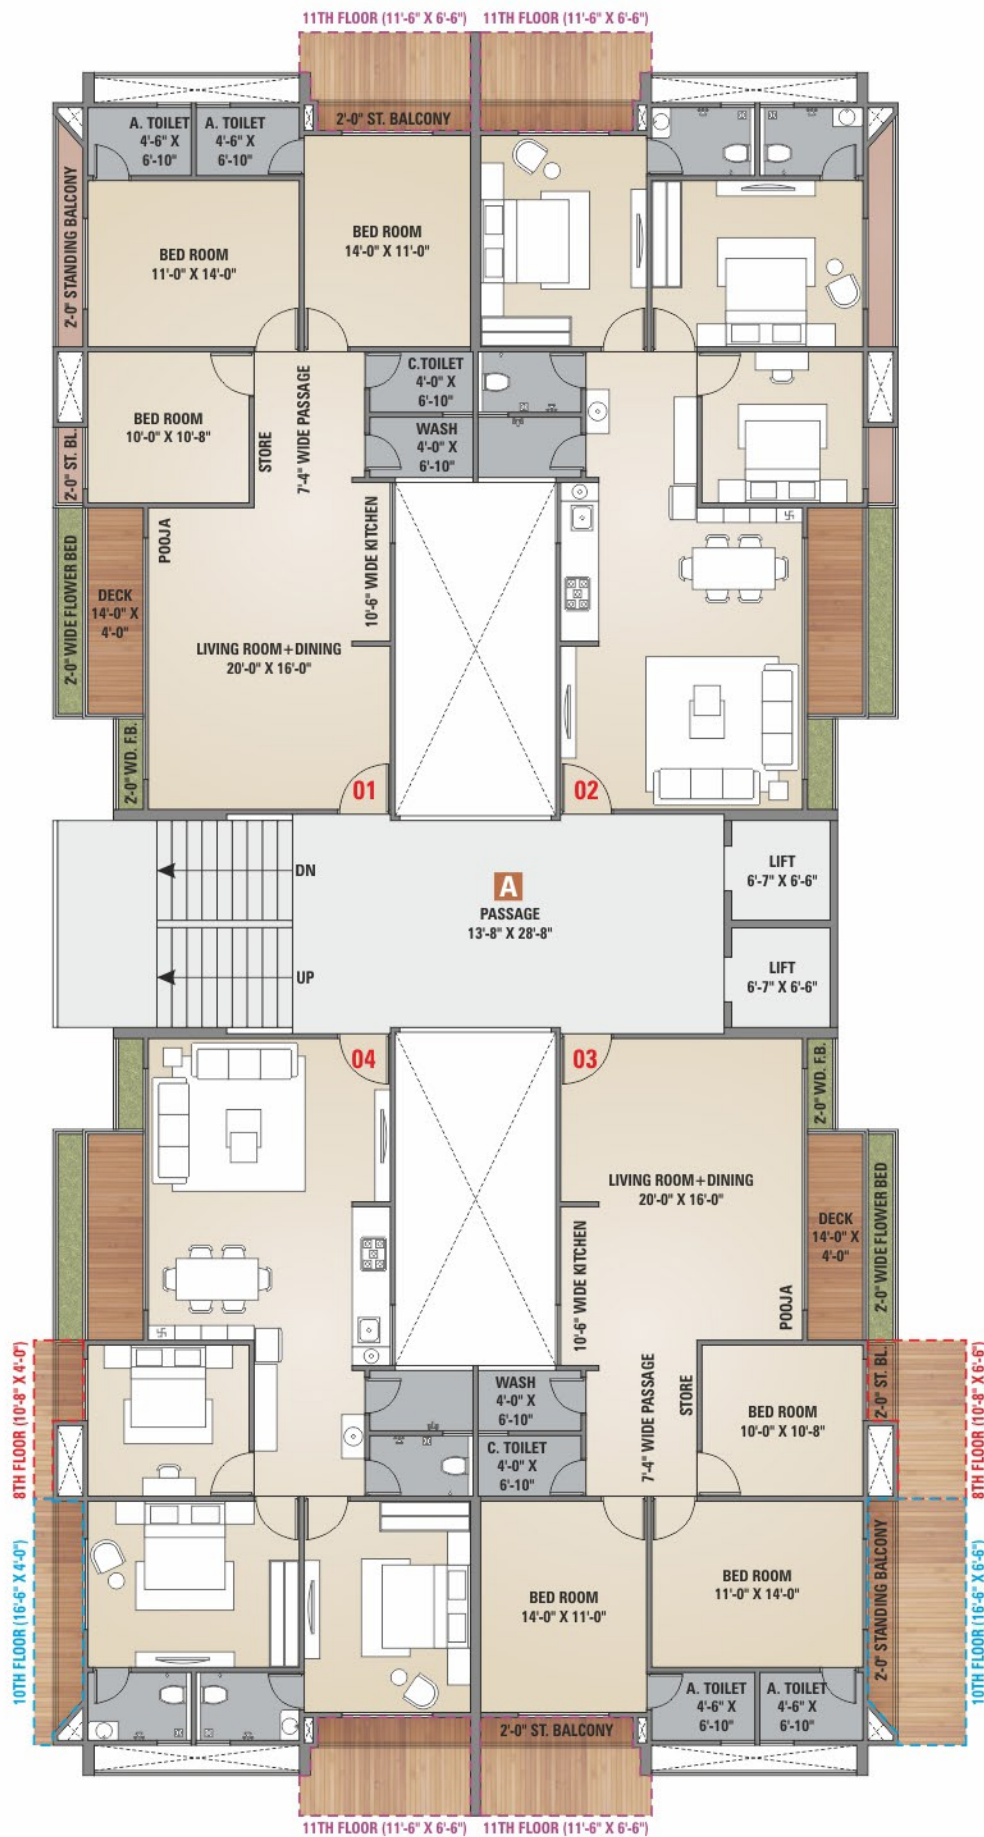 11TH FLOOR (11'-6" X 6'-6")
11TH FLOOR (11'-6" X 6'-6")
2'-0" ST. BALCONY
A. TOILET
4'-6" X
6'-10"
A. TOILET
4'-6" X
6'-10"
2-0" STANDING BALCONY
BED ROOM
11'-0" X 14'-0"
BED ROOM
14'-0" X 11'-0"
C.TOILET
4'-0" X
6'-10"
WASH
4'-0" X
6'-10"
BED ROOM
10'-0" X 10'-8"
STORE
7'-4" WIDE PASSAGE
2-0" ST. BL.
POOJA
10'-6" WIDE KITCHEN
2-0" WIDE FLOWER BED
DECK
14'-0" X
4'-0"
LIVING ROOM+DINING
20'-0" X 16'-0"
2-0" WD. F.B.
01
02
DN
UP
A
PASSAGE
13'-8" X 28'-8"
LIFT
6'-7" X 6'-6"
LIFT
6'-7" X 6'-6"
04
03
2-0" WD. F.B.
LIVING ROOM+DINING
20'-0" X 16'-0"
DECK
14'-0" X
4'-0"
2-0" WIDE FLOWER BED
10'-6" WIDE KITCHEN
POOJA
8TH FLOOR (10'-8" X 4'-0")
WASH
4'-0" X
6'-10"
C. TOILET
4'-0" X
6'-10"
7'-4" WIDE PASSAGE
STORE
BED ROOM
10'-0" X 10'-8"
2-0" ST. BL.
8TH FLOOR (10'-8" X 6'-6")
10TH FLOOR (16'-6" X 4'-0")
BED ROOM
14'-0" X 11'-0"
BED ROOM
11'-0" X 14'-0"
2-0" STANDING BALCONY
10TH FLOOR (16'-6" X 6'-6")
A. TOILET
4'-6" X
6'-10"
A. TOILET
4'-6" X
6'-10"
2'-0" ST. BALCONY
11TH FLOOR (11'-6" X 6'-6")
11TH FLOOR (11'-6" X 6'-6")